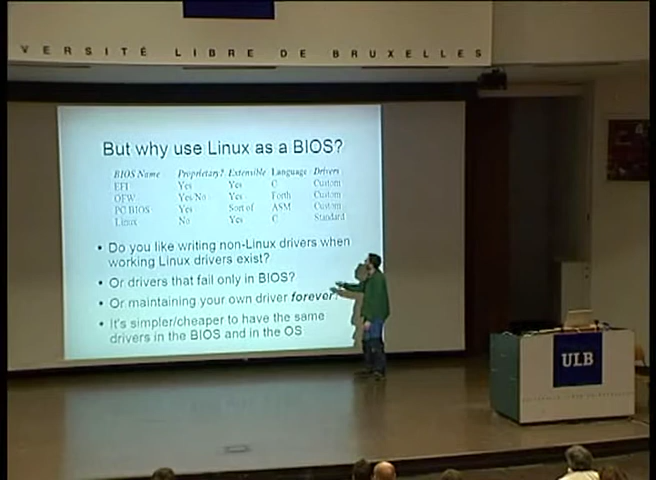 VERSITÉ LIBRE DE BRUXELLES
But why use Linux as a BIOS?
BIOS Name Proprietary? Extensible Language Drivers
EFI Yes Yes C Custom
OFW Yes/No Yes Forth Custom
PC BIOS Yes Sort of ASM Custom
Linux No Yes C Standard
• Do you like writing non-Linux drivers when
working Linux drivers exist?
• Or drivers that fail only in BIOS?
• Or maintaining your own driver forever?
• It's simpler/cheaper to have the same
drivers in the BIOS and in the OS
ULB